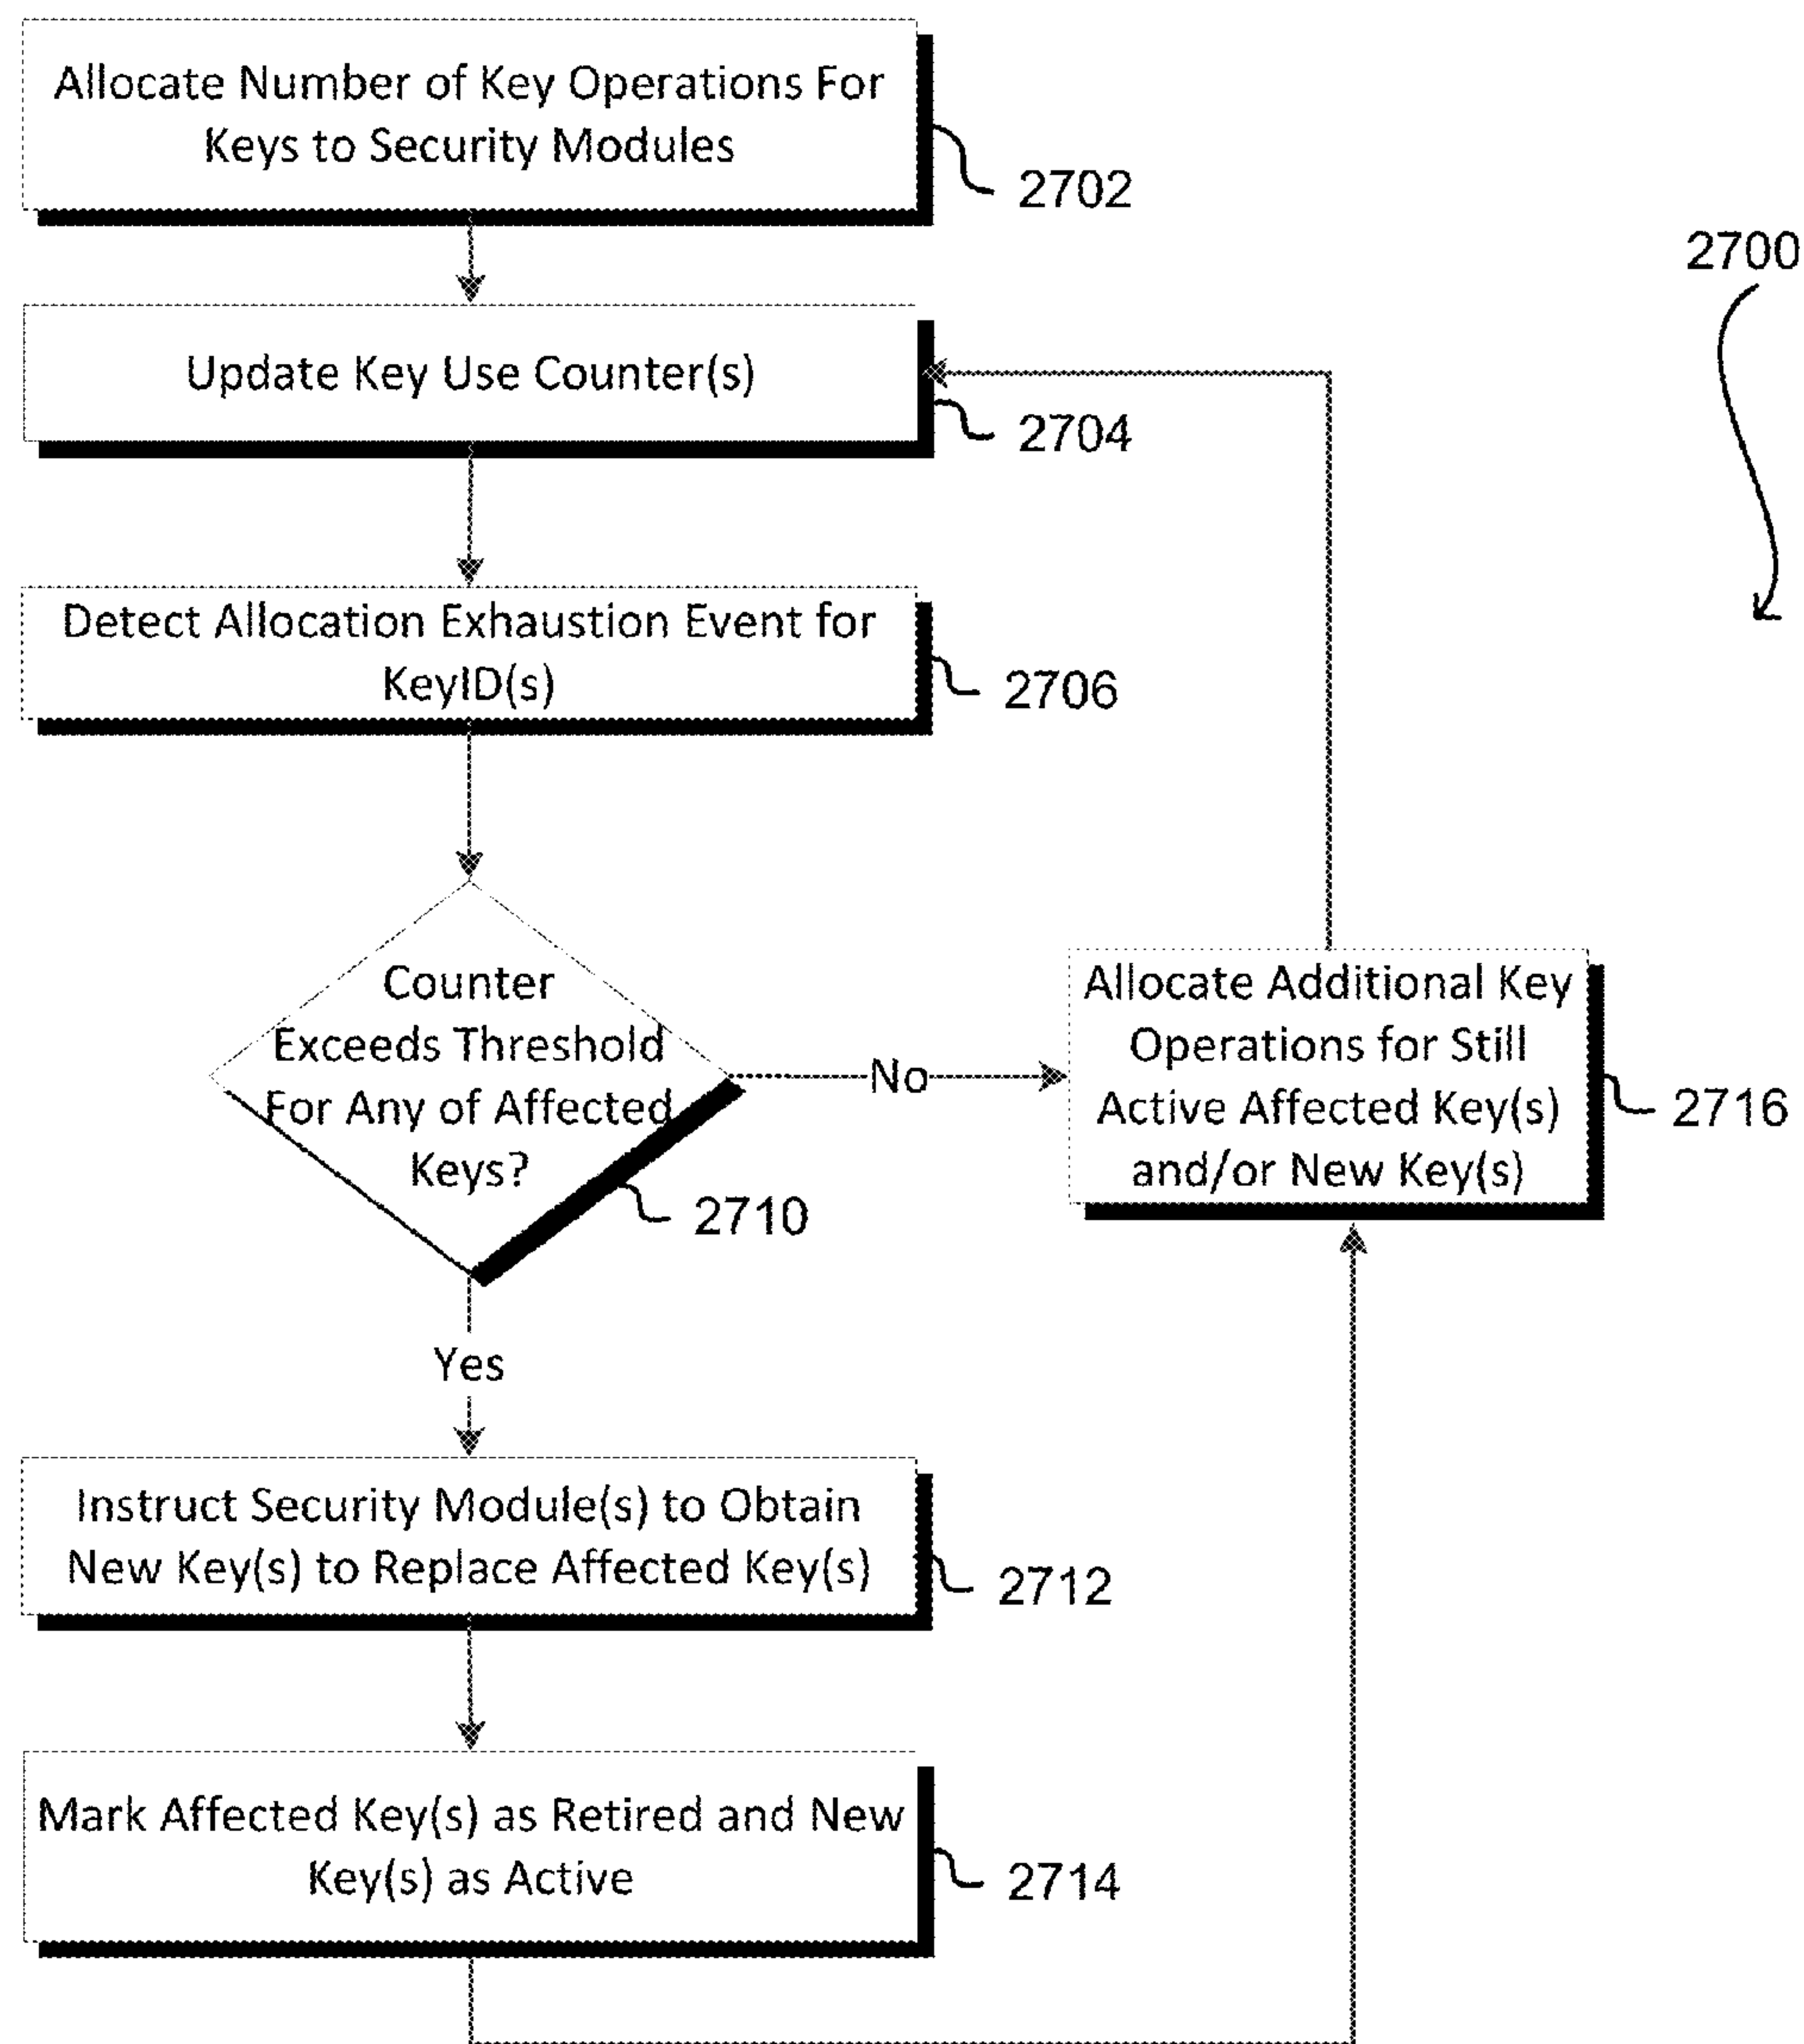 Allocate Number of Key Operations For
Keys to Security Modules
2702
2700
Update Key Use Counter(s)
2704
Detect Allocation Exhaustion Event for
KeyID(s)
2706
Counter
Exceeds Threshold
For Any of Affected
Keys?
2710
No
Allocate Additional Key
Operations for Still
Active Affected Key(s)
and/or New Key(s)
2716
Yes
Instruct Security Module(s) to Obtain
New Key(s) to Replace Affected Key(s)
2712
Mark Affected Key(s) as Retired and New
Key(s) as Active
2714